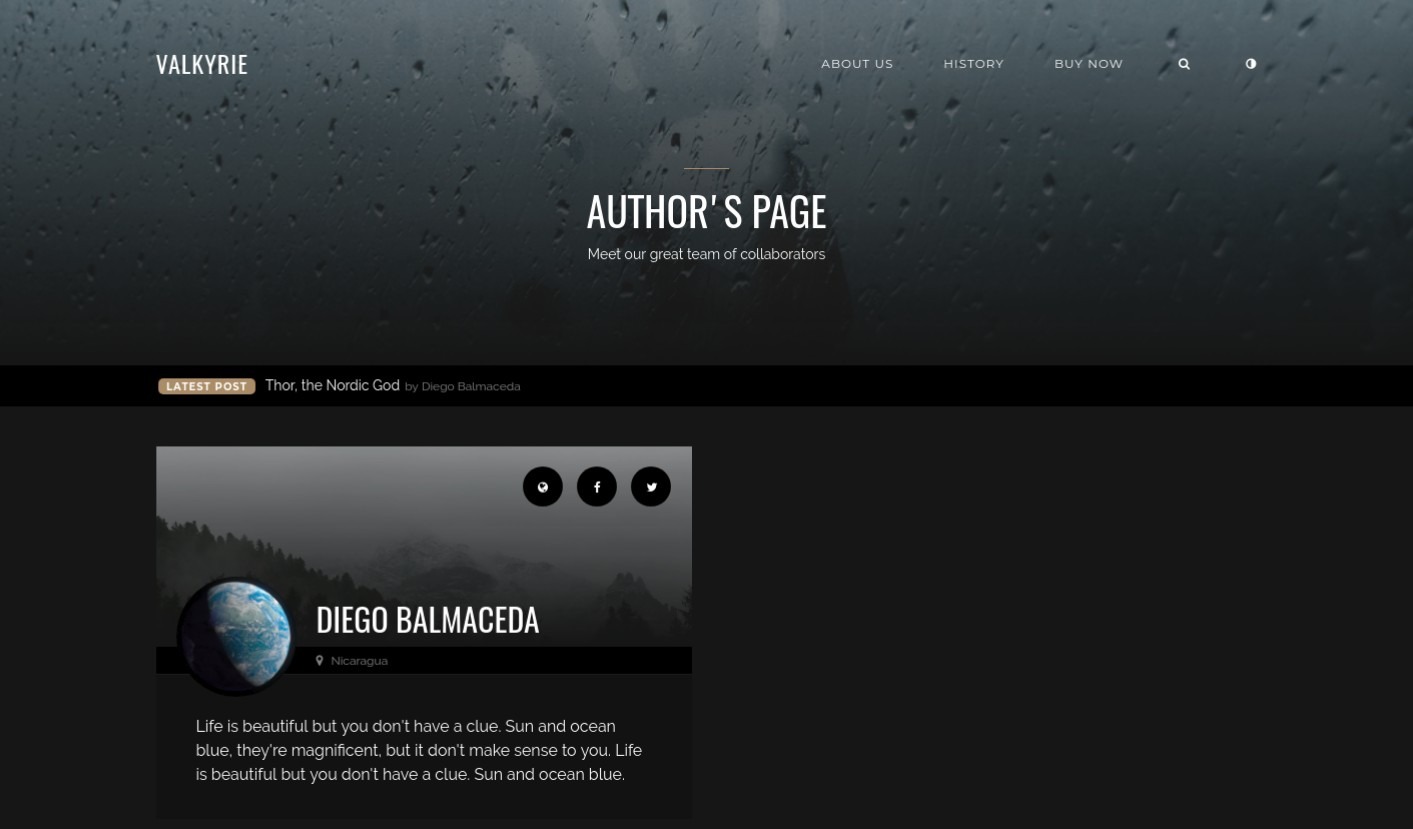 VALKYRIE
ABOUT US
HISTORY
BUY NOW
AUTHOR'S PAGE
Meet our great team of collaborators
LATEST POST Thor, the Nordic God by Diego Balmaceda
DIEGO BALMACEDA
Nicaragua
Life is beautiful but you don't have a clue. Sun and ocean
blue, they're magnificent, but it don't make sense to you. Life
is beautiful but you don't have a clue. Sun and ocean blue.